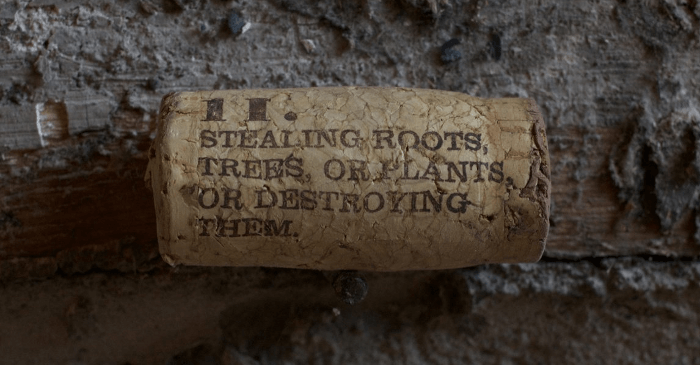 11.
STEALING ROOTS,
TREES, OR PLANTS,
OR DESTROYING
THEM.